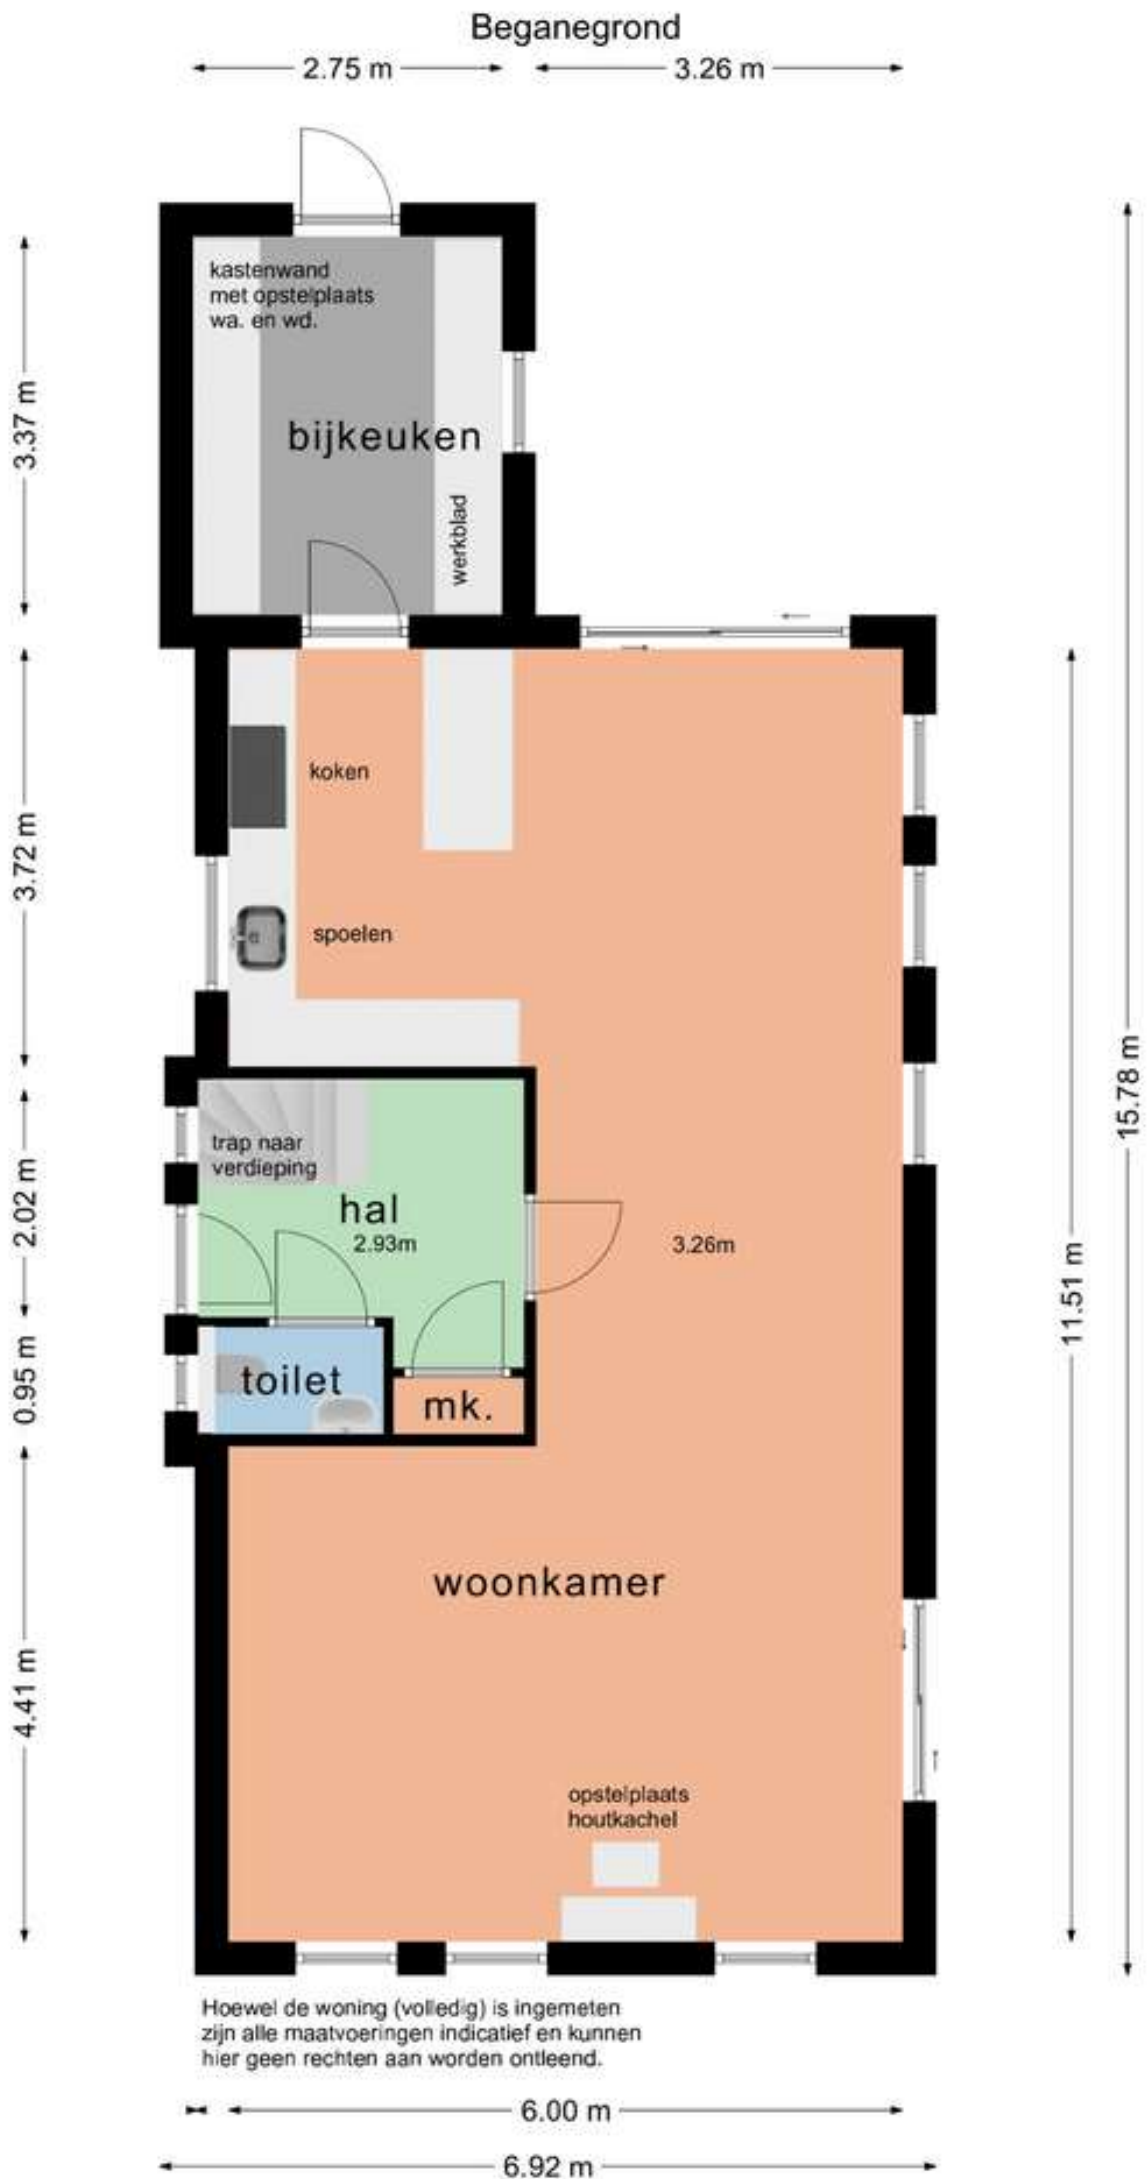 Beganegrond
2.75 m
3.26 m
kastenwand
met opstelplaats
wa. en wd.
3.37 m
bijkeuken
werkblad
koken
3.72 m
spoelen
15.78 m
trap naar
verdieping
2.02 m
hal
2.93m
3.26m
11.51 m
0.95 m
toilet
mk.
woonkamer
4.41 m
opstelplaats
houtkachel
Hoewel de woning (volledig) is ingemeten
zijn alle maatvoeringen indicatief en kunnen
hier geen rechten aan worden ontleend.
6.00 m
6.92 m